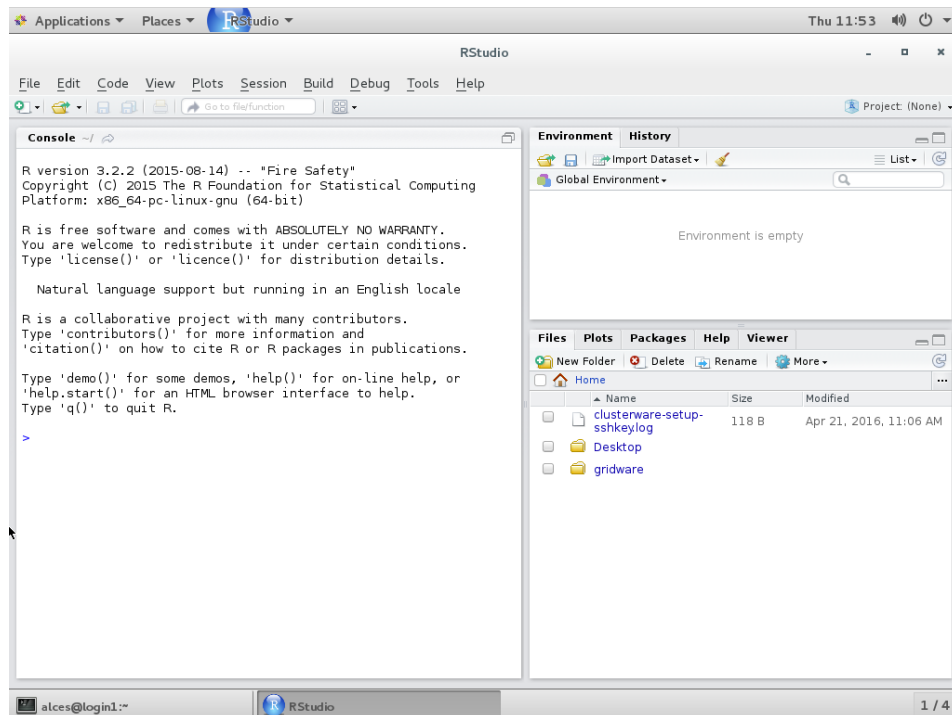 Applications Places RStudio Thu 11:53
RStudio
File Edit Code View Plots Session Build Debug Tools Help
Go to file/function Project: (None)
Console ~/
R version 3.2.2 (2015-08-14) -- "Fire Safety"
Copyright (C) 2015 The R Foundation for Statistical Computing
Platform: x86_64-pc-linux-gnu (64-bit)
R is free software and comes with ABSOLUTELY NO WARRANTY.
You are welcome to redistribute it under certain conditions.
Type 'license()' or 'licence()' for distribution details.
Natural language support but running in an English locale
R is a collaborative project with many contributors.
Type 'contributors()' for more information and
'citation()' on how to cite R or R packages in publications.
Type 'demo()' for some demos, 'help()' for on-line help, or
'help.start()' for an HTML browser interface to help.
Type 'q()' to quit R.
>
Environment History
Import Dataset List
Global Environment
Environment is empty
Files Plots Packages Help Viewer
New Folder Delete Rename More
Home ...
Name Size Modified
clusterware-setup-
sshkey.log 118 B Apr 21, 2016, 11:06 AM
Desktop
gridware
alces@login1:~ RStudio 1 / 4